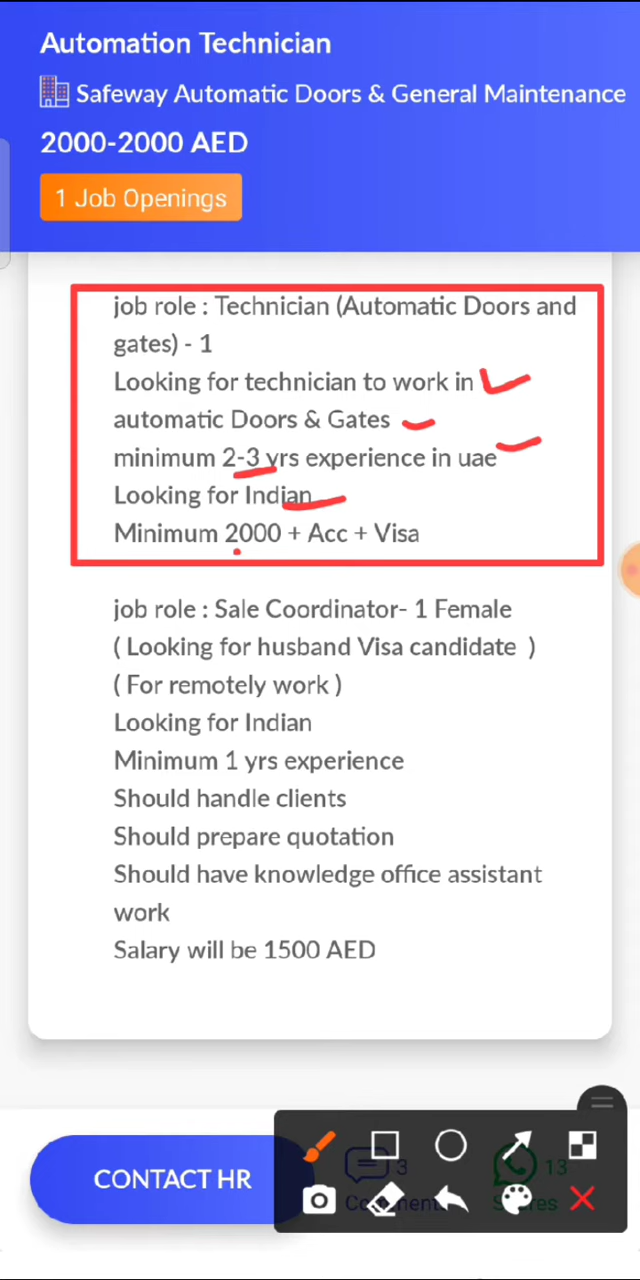 Automation Technician
Safeway Automatic Doors & General Maintenance
2000-2000 AED
1 Job Openings
job role : Technician (Automatic Doors and
gates) - 1
Looking for technician to work in
automatic Doors & Gates
minimum 2-3 yrs experience in uae
Looking for Indian
Minimum 2000 + Acc + Visa
job role : Sale Coordinator- 1 Female
( Looking for husband Visa candidate )
( For remotely work )
Looking for Indian
Minimum 1 yrs experience
Should handle clients
Should prepare quotation
Should have knowledge office assistant
work
Salary will be 1500 AED
CONTACT HR
3
13